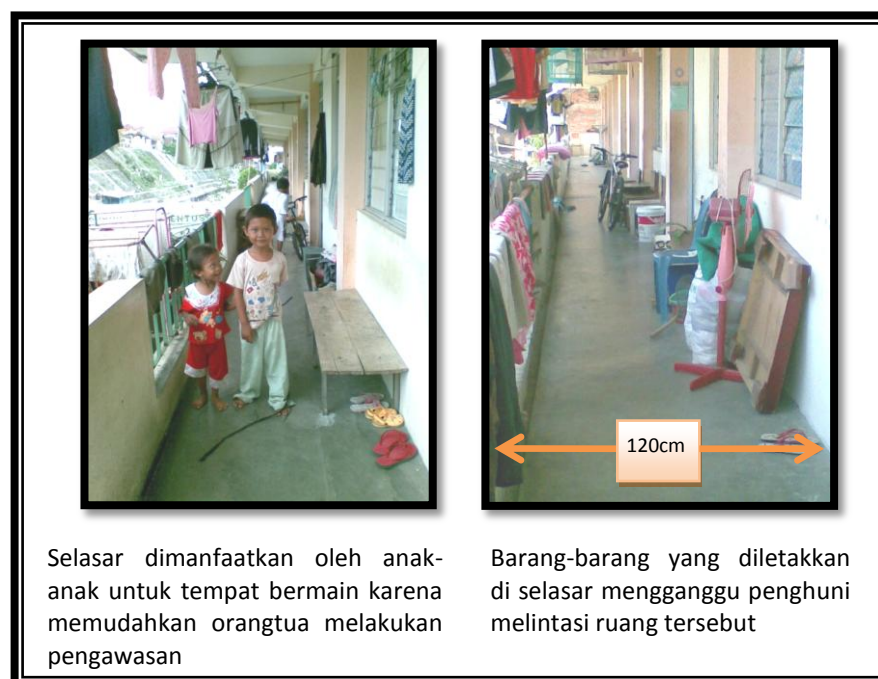 120cm
Selasar dimanfaatkan oleh anak-
anak untuk tempat bermain karena
memudahkan orangtua melakukan
pengawasan
Barang-barang yang diletakkan
di selasar mengganggu penghuni
melintasi ruang tersebut